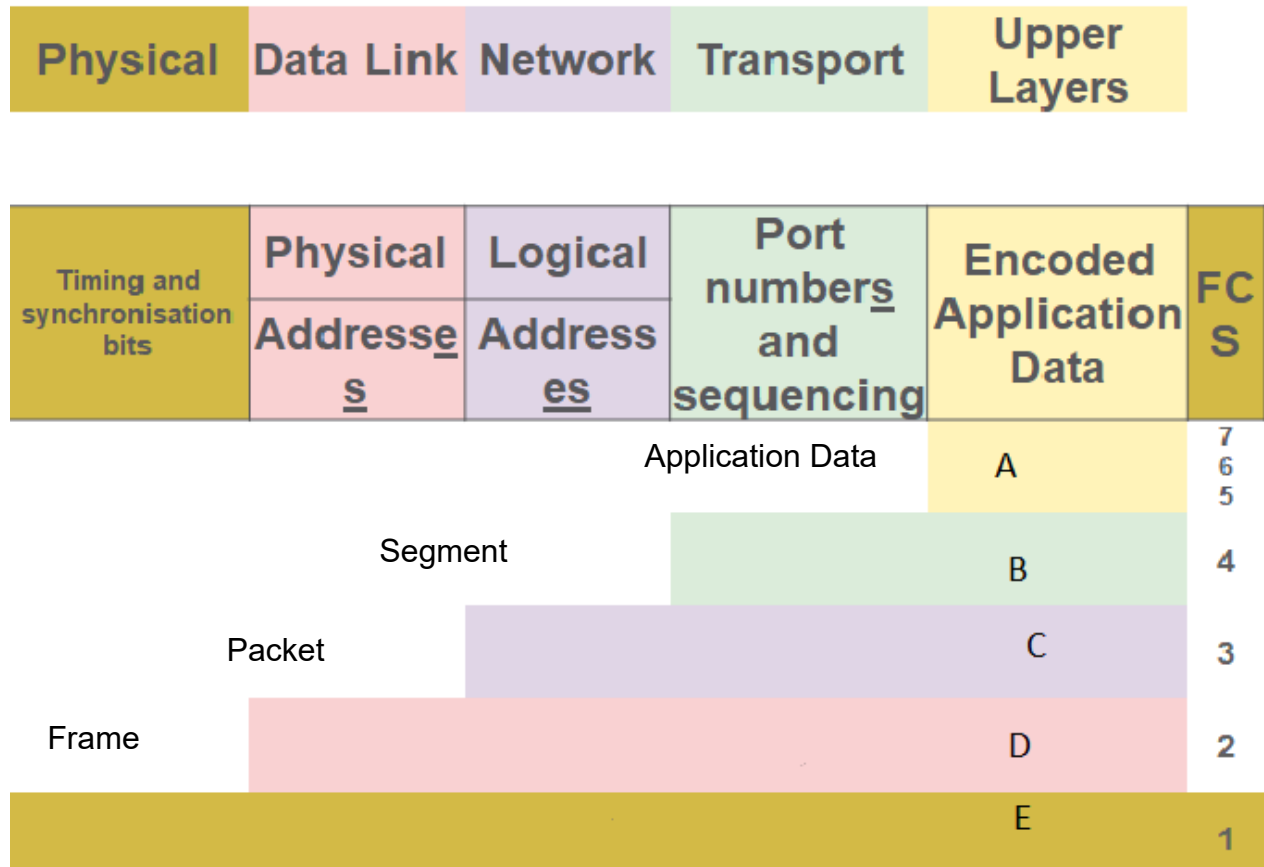 Physical Data Link Network Transport Upper
Layers
Timing and
synchronisation
bits
Physical
Addresse
s
Logical
Address
es
Port
numbers
and
sequencing
Encoded
Application
Data
FC
S
Application Data A 7
6
5
Segment B 4
Packet C 3
Frame D 2
E 1